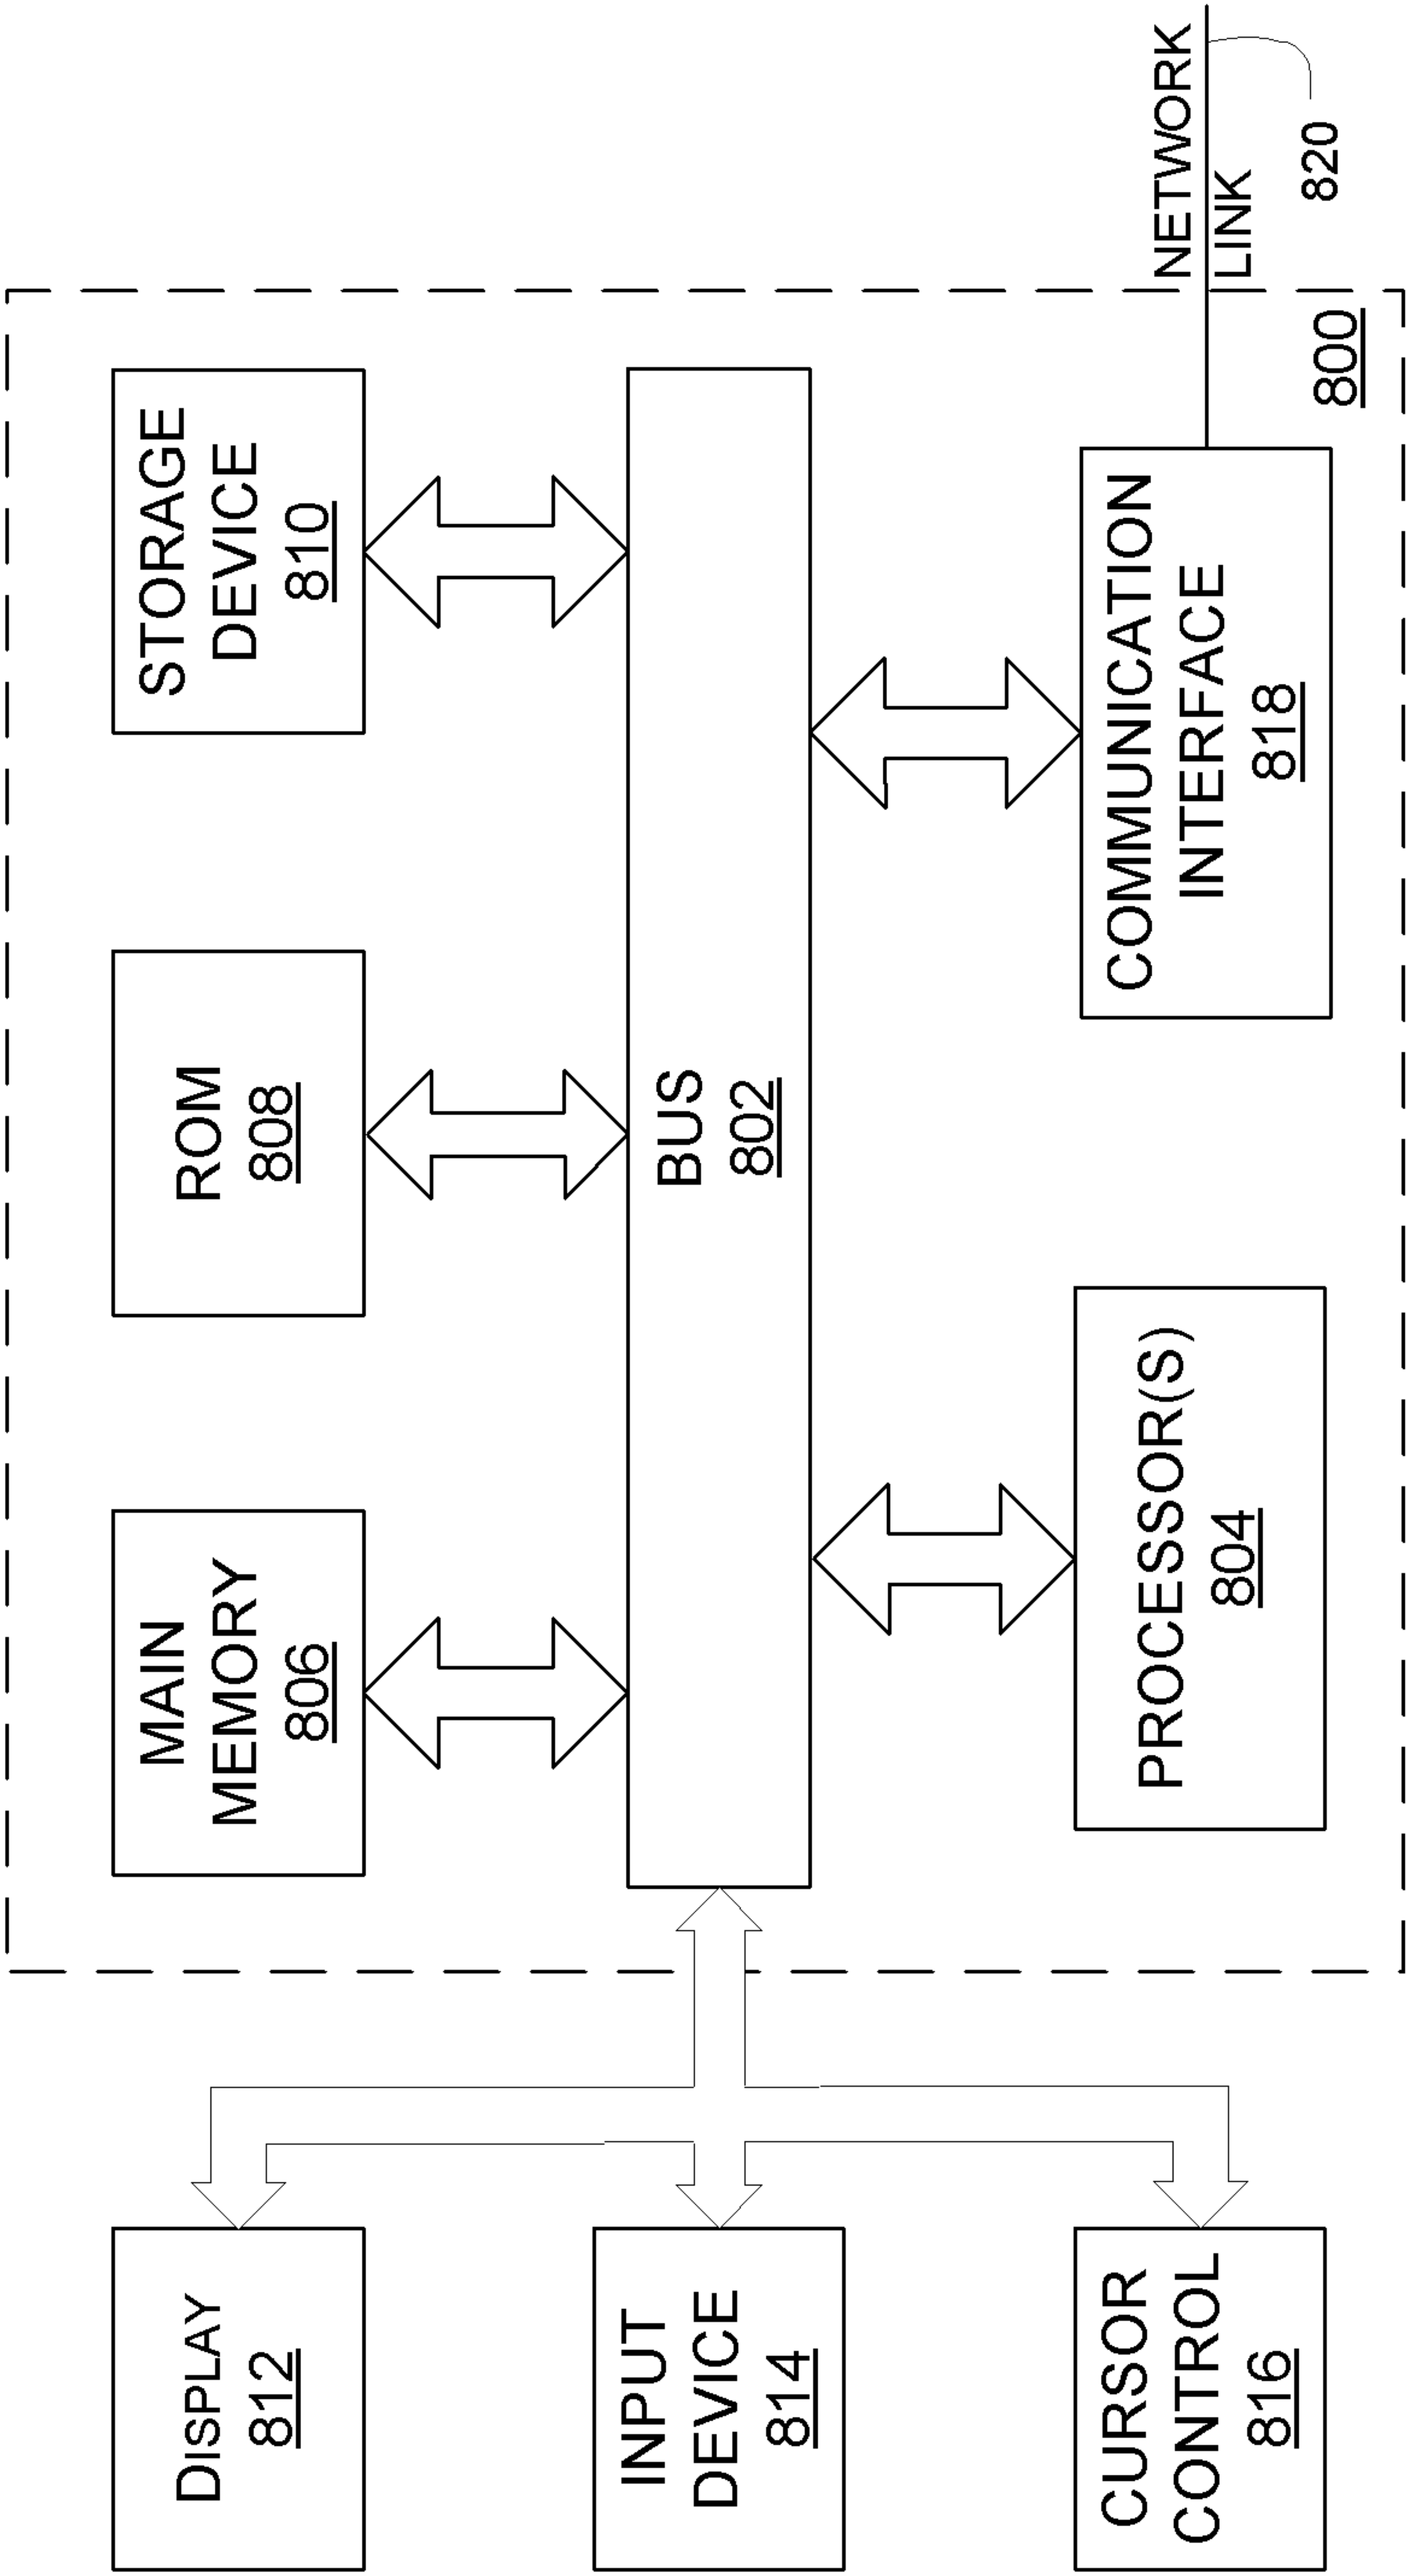 DISPLAY
812
INPUT
DEVICE
814
CURSOR
CONTROL
816
MAIN
MEMORY
806
ROM
808
STORAGE
DEVICE
810
BUS
802
PROCESSOR(S)
804
COMMUNICATION
INTERFACE
818
800
NETWORK
LINK
820